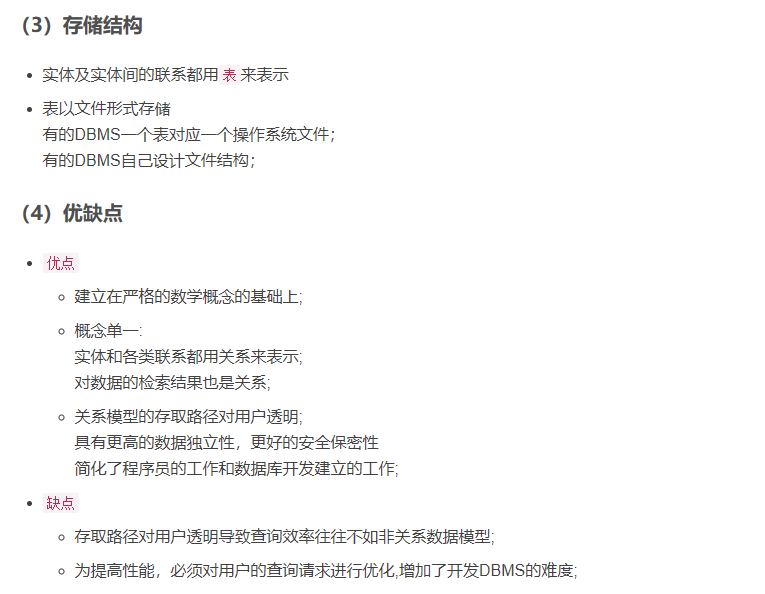 （3）存储结构
实体及实体间的联系都用 表 来表示
表以文件形式存储
有的DBMS一个表对应一个操作系统文件；
有的DBMS自己设计文件结构；
（4）优缺点
优点
建立在严格的数学概念的基础上;
概念单一:
实体和各类联系都用关系来表示;
对数据的检索结果也是关系;
关系模型的存取路径对用户透明;
具有更高的数据独立性，更好的安全保密性
简化了程序员的工作和数据库开发建立的工作;
缺点
存取路径对用户透明导致查询效率往往不如非关系数据模型;
为提高性能，必须对用户的查询请求进行优化,增加了开发DBMS的难度;